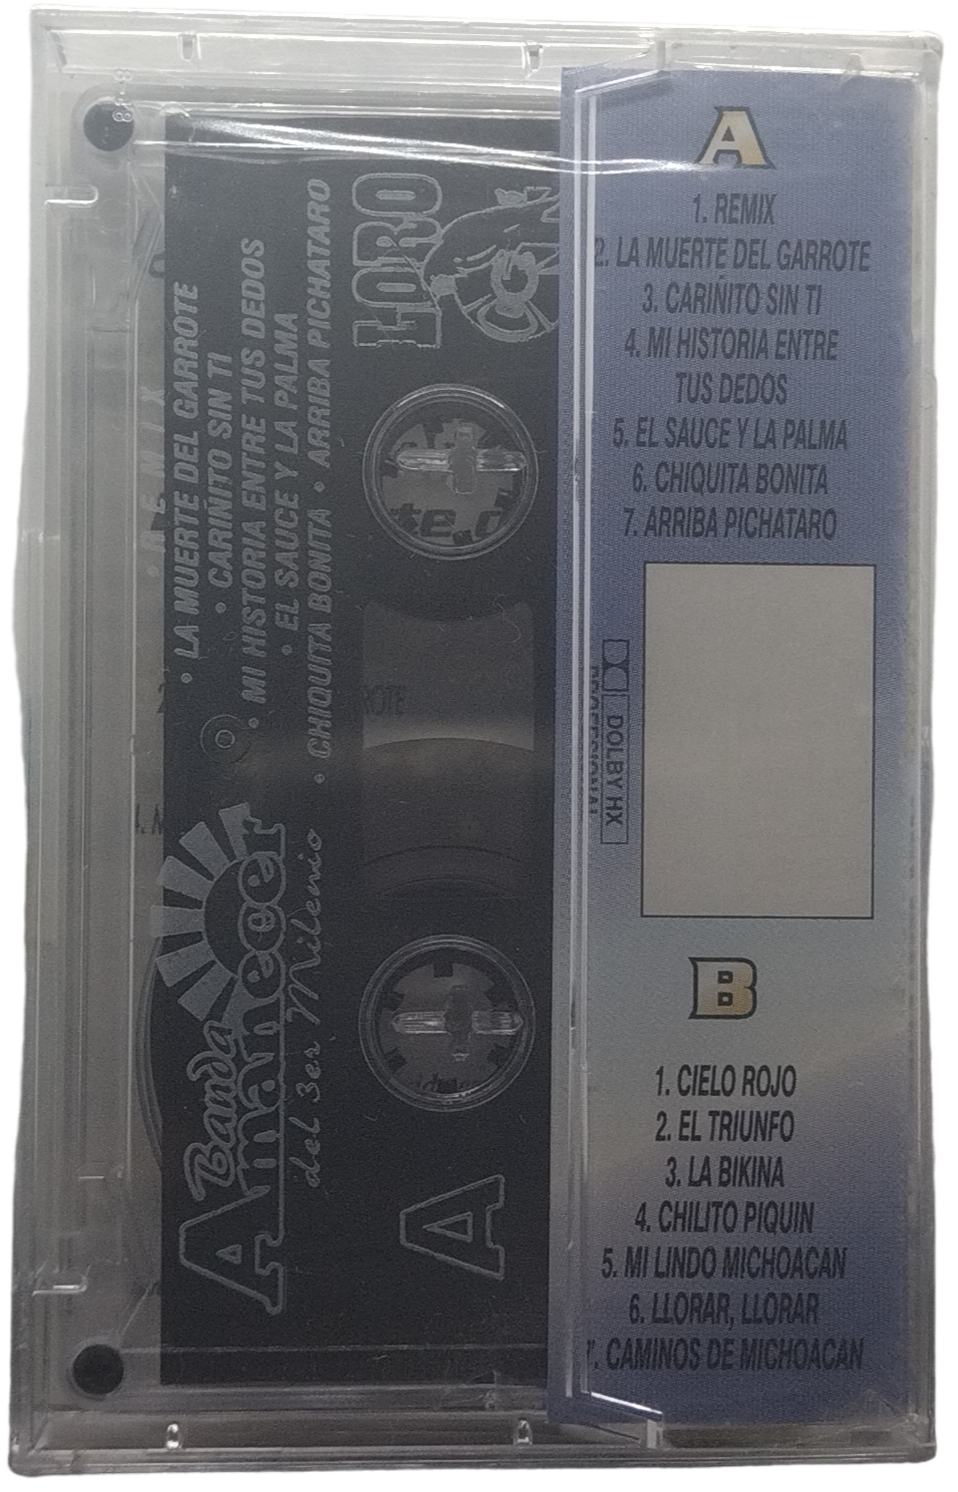 A
1. REMIX
2. LA MUERTE DEL GARROTE
3. CARIÑITO SIN TI
4. MI HISTORIA ENTRE
TUS DEDOS
5. EL SAUCE Y LA PALMA
6. CHIQUITA BONITA
7. ARRIBA PICHATARO
DOLBY HX
B
1. CIELO ROJO
2. EL TRIUNFO
3. LA BIKINA
4. CHILITO PIQUIN
5. MI LINDO MICHOACAN
6. LLORAR, LLORAR
. CAMINOS DE MICHOACAN
• REMIX
• LA MUERTE DEL GARROTE
• CARIÑITO SIN TI
• MI HISTORIA ENTRE TUS DEDOS
• EL SAUCE Y LA PALMA
• CHIQUITA BONITA • ARRIBA PICHATARO
Banda
Amanecer
del 3er Milenio
LORO
A